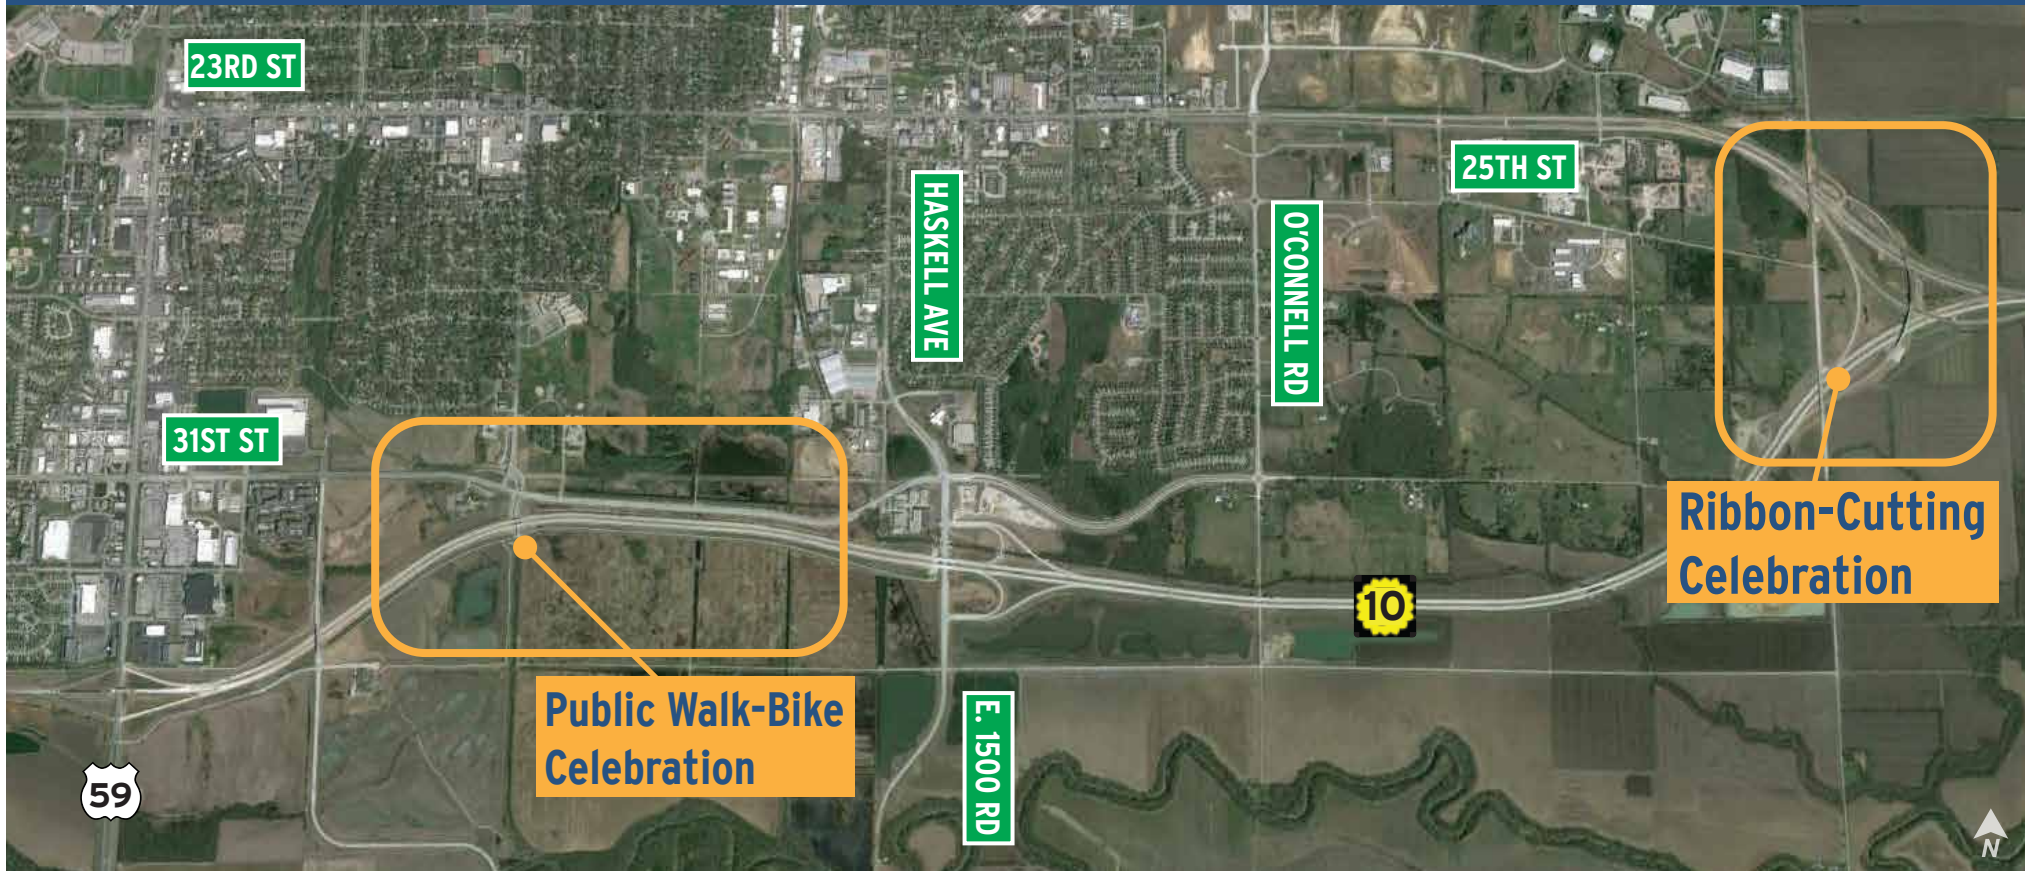 23RD ST
25TH ST
HASKELL AVE
O'CONNELL RD
31ST ST
Ribbon-Cutting
Celebration
10
Public Walk-Bike
Celebration
E. 1500 RD
59
N